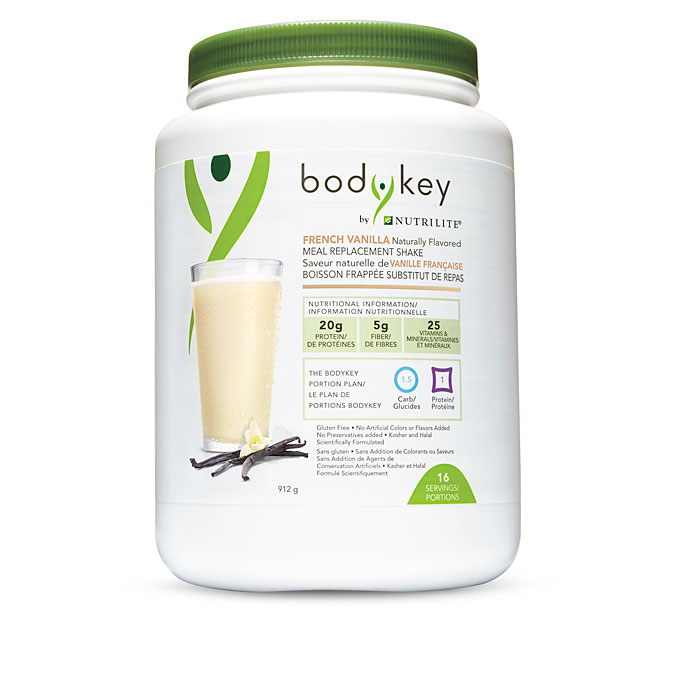 bodykey
by NUTRILITE®
FRENCH VANILLA Naturally Flavored
MEAL REPLACEMENT SHAKE
Saveur naturelle de VANILLE FRANÇAISE
BOISSON FRAPPÉE SUBSTITUT DE REPAS
NUTRITIONAL INFORMATION/
INFORMATION NUTRITIONNELLE
20g
PROTEIN/
DE PROTÉINES
5g
FIBER/
DE FIBRES
25
VITAMINS &
MINERALS/VITAMINES
ET MINÉRAUX
THE BODYKEY
PORTION PLAN/
LE PLAN DE
PORTIONS BODYKEY
1.5
Carb/
Glucides
1
Protein/
Protéine
Gluten Free • No Artificial Colors or Flavors Added
No Preservatives added • Kosher and Halal
Scientifically Formulated
Sans gluten • Sans Addition de Colorants ou Saveurs
Sans Addition de Agents de
Conservation Artificiels • Kasher et Halal
Formulé Scientifiquement
912 g
16
SERVINGS/
PORTIONS